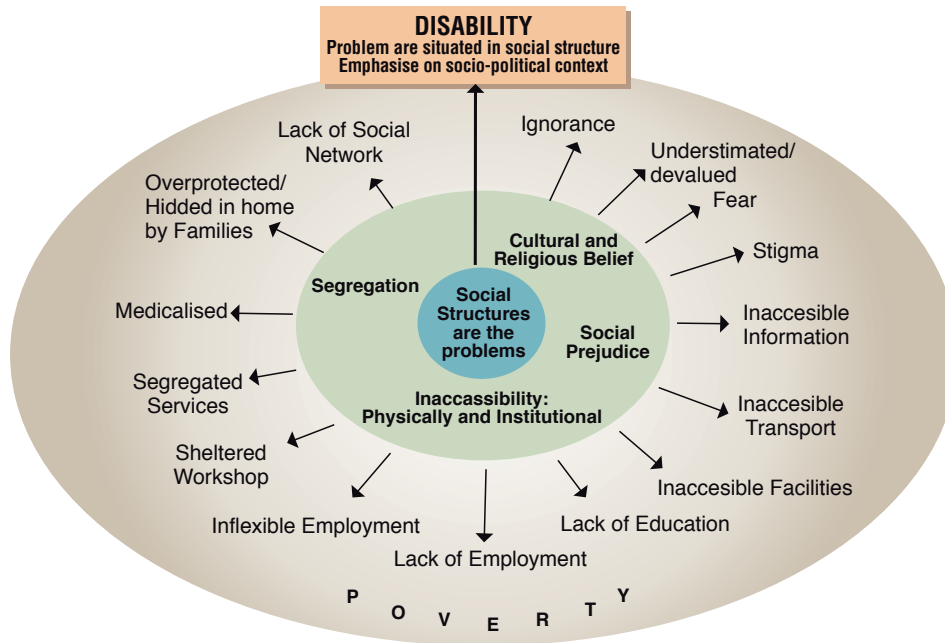 DISABILITY
Problem are situated in social structure
Emphasise on socio-political context
Lack of Social
Network
Ignorance
Understimated/
devalued
Overprotected/
Hidded in home
by Families
Fear
Cultural and
Religious Belief
Stigma
Segregation
Social
Structures
are the
problems
Medicalised
Inaccesible
Information
Social
Prejudice
Segregated
Services
Inaccassibility:
Physically and Institutional
Inaccesible
Transport
Sheltered
Workshop
Inaccesible Facilities
Inflexible Employment
Lack of Education
Lack of Employment
P O V E R T Y